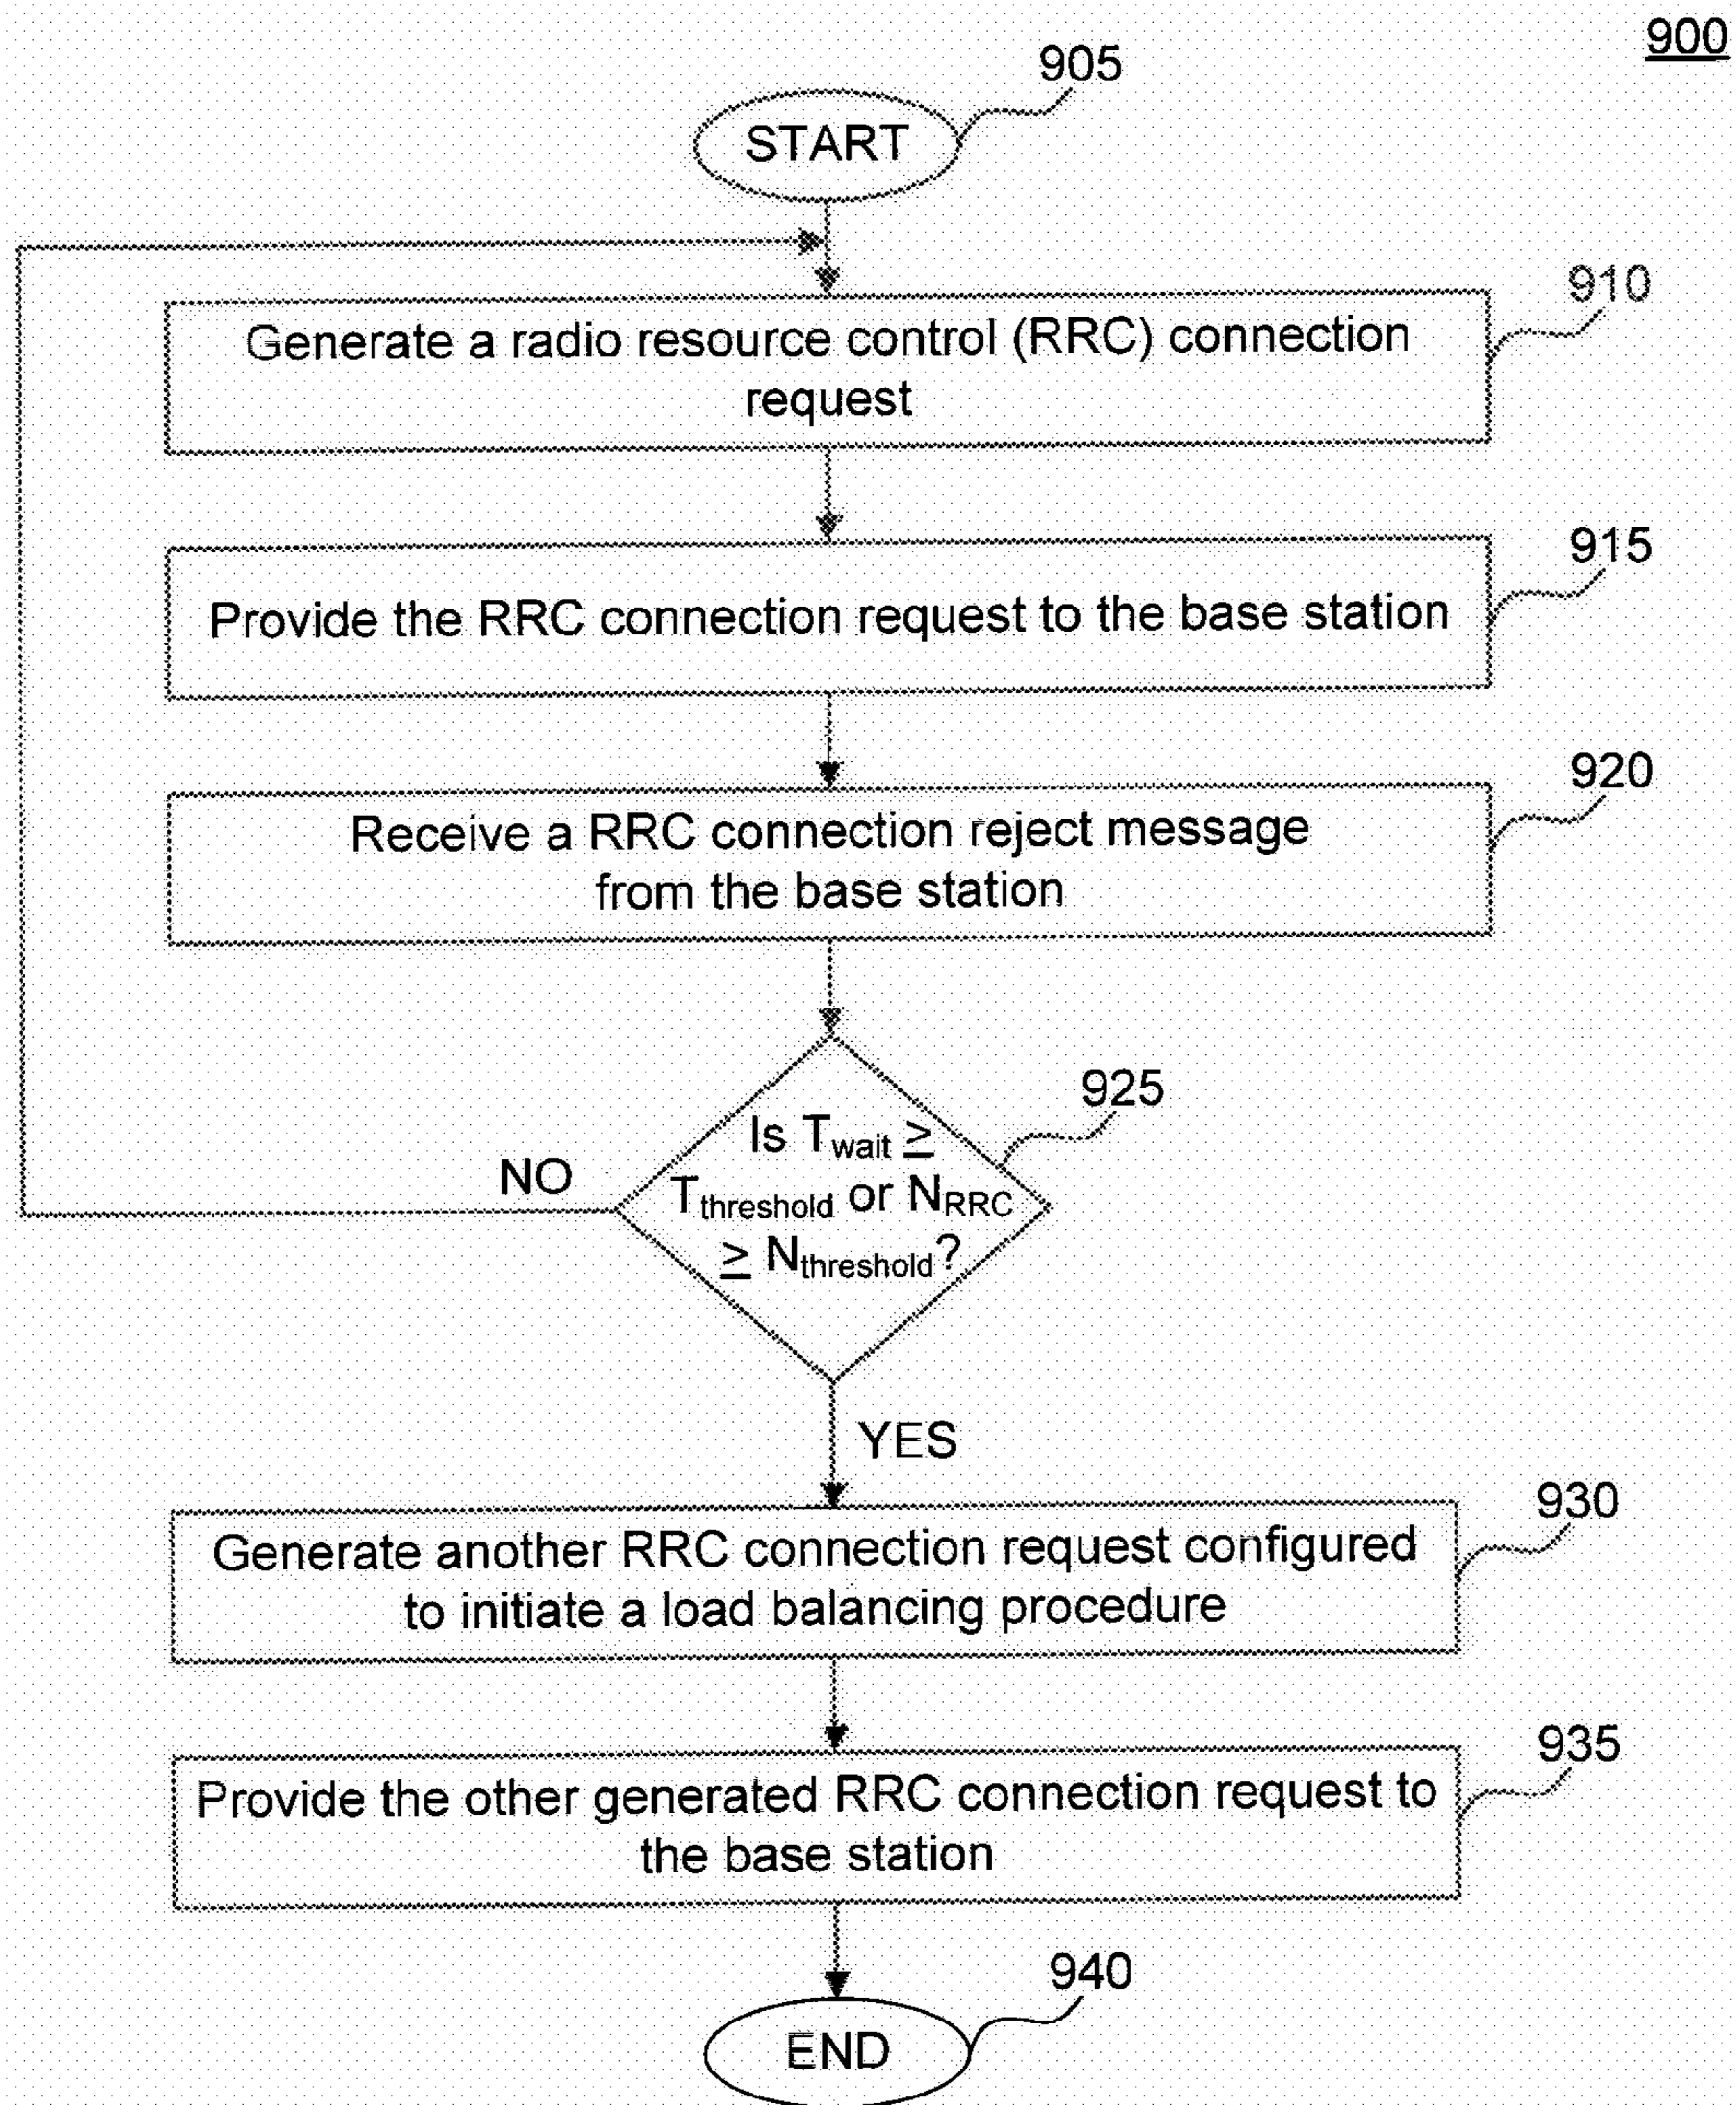 900
905
START
910
Generate a radio resource control (RRC) connection
request
915
Provide the RRC connection request to the base station
920
Receive a RRC connection reject message
from the base station
925
Is Twait ≥
Tthreshold or NRRC
≥ Nthreshold?
NO
YES
930
Generate another RRC connection request configured
to initiate a load balancing procedure
935
Provide the other generated RRC connection request to
the base station
940
END